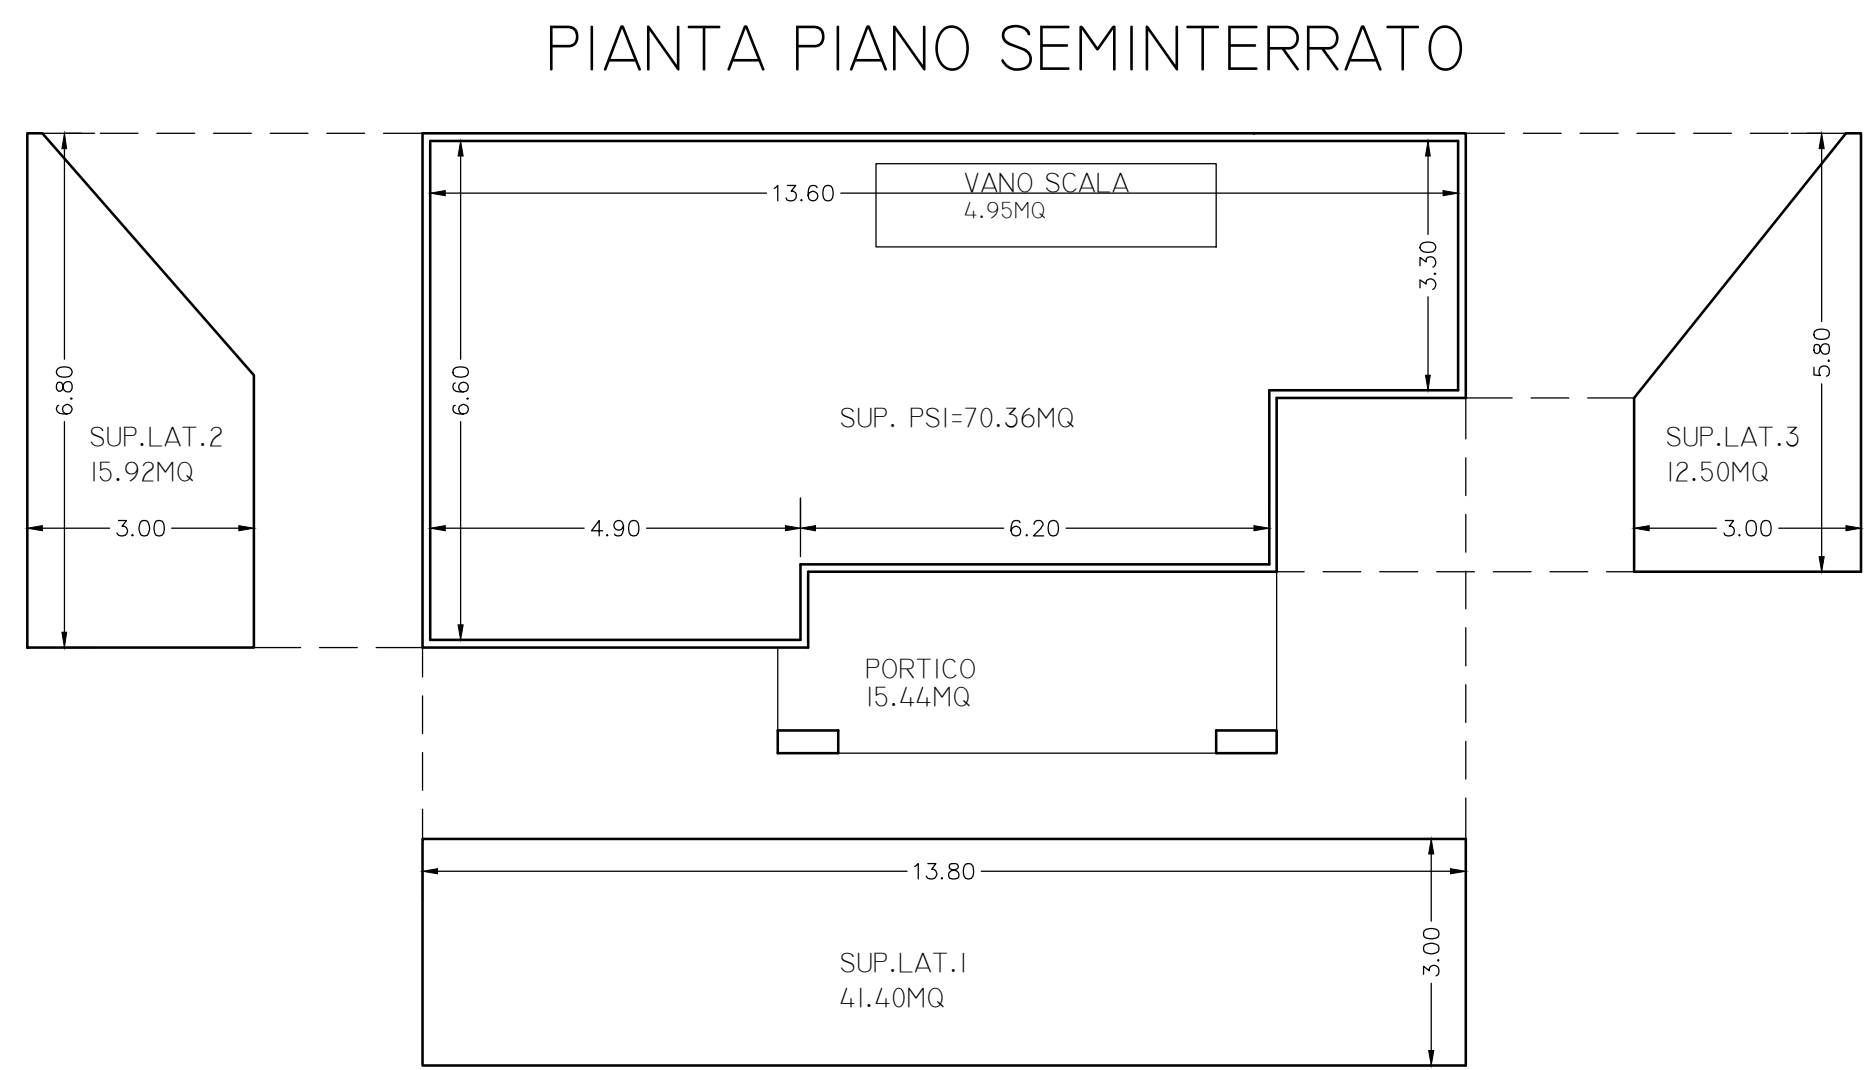 PIANTA PIANO SEMINTERRATO
VANO SCALA
4.95MQ
13.60
3.30
6.60
SUP. PSI=70.36MQ
4.90
6.20
6.80
SUP.LAT.2
15.92MQ
3.00
5.80
SUP.LAT.3
12.50MQ
3.00
PORTICO
15.44MQ
13.80
3.00
SUP.LAT.1
41.40MQ